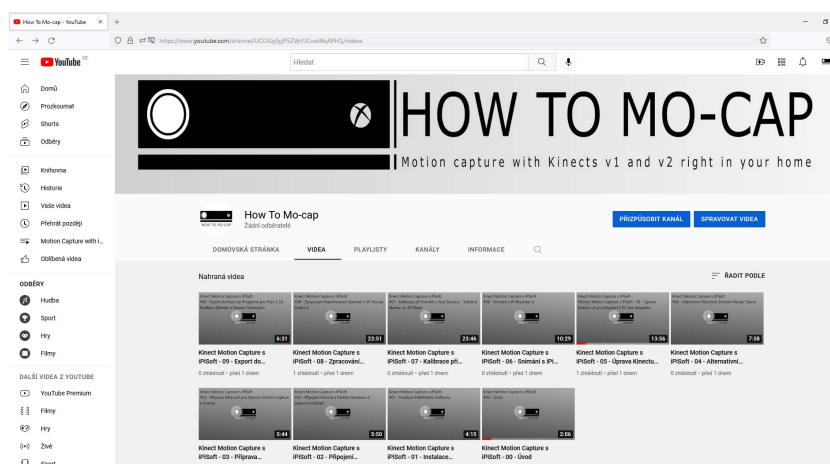 How To Mo-cap - YouTube
https://www.youtube.com/channel/
YouTube CZ
Hledat
Domů
Prozkoumat
Shorts
Odběry
Knihovna
Historie
Vaše videa
Přehrát později
Motion Capture with i...
Oblíbená videa
ODBĚRY
Hudba
Sport
Hry
Filmy
DALŠÍ VIDEA Z YOUTUBE
YouTube Premium
Filmy
Hry
Živě
Sport
HOW TO MO-CAP
Motion capture with Kinects v1 and v2 right in your home
HOW TO MO-CAP
How To Mo-cap
Žádní odběratelé
PŘIZPŮSOBIT KANÁL
SPRAVOVAT VIDEA
DOMOVSKÁ STRÁNKA VIDEA PLAYLISTY KANÁLY INFORMACE
Nahraná videa
ŘADIT PODLE
6:31
Kinect Motion Capture s
iPiSoft - 09 - Export do...
0 zhlédnutí • před 1 dnem
23:51
Kinect Motion Capture s
iPiSoft - 08 - Zpracování...
1 zhlédnutí • před 1 dnem
23:46
Kinect Motion Capture s
iPiSoft - 07 - Kalibrace při...
0 zhlédnutí • před 1 dnem
10:29
Kinect Motion Capture s
iPiSoft - 06 - Snímání s iPi...
0 zhlédnutí • před 1 dnem
13:56
Kinect Motion Capture s
iPiSoft - 05 - Úprava Kinectu...
1 zhlédnutí • před 1 dnem
7:58
Kinect Motion Capture s
iPiSoft - 04 - Alternativní...
0 zhlédnutí • před 1 dnem
5:44
Kinect Motion Capture s
iPiSoft - 03 - Příprava...
5:50
Kinect Motion Capture s
iPiSoft - 02 - Připojení...
4:15
Kinect Motion Capture s
iPiSoft - 01 - Instalace...
2:06
Kinect Motion Capture s
iPiSoft - 00 - Úvod